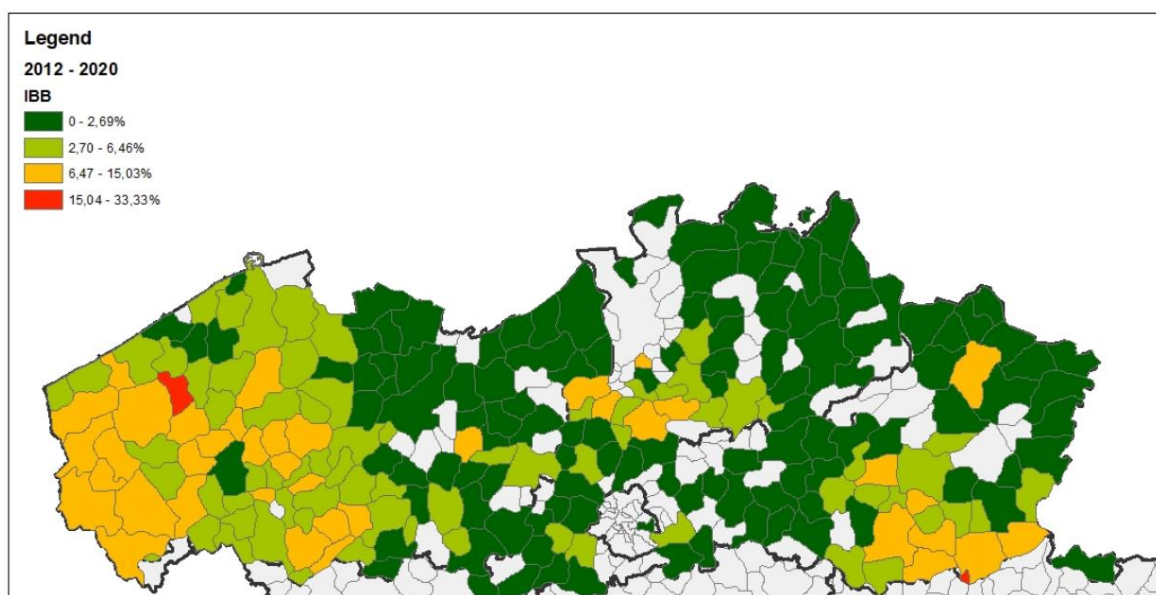 Legend
2012 - 2020
IBB
0 - 2,69%
2,70 - 6,46%
6,47 - 15,03%
15,04 - 33,33%